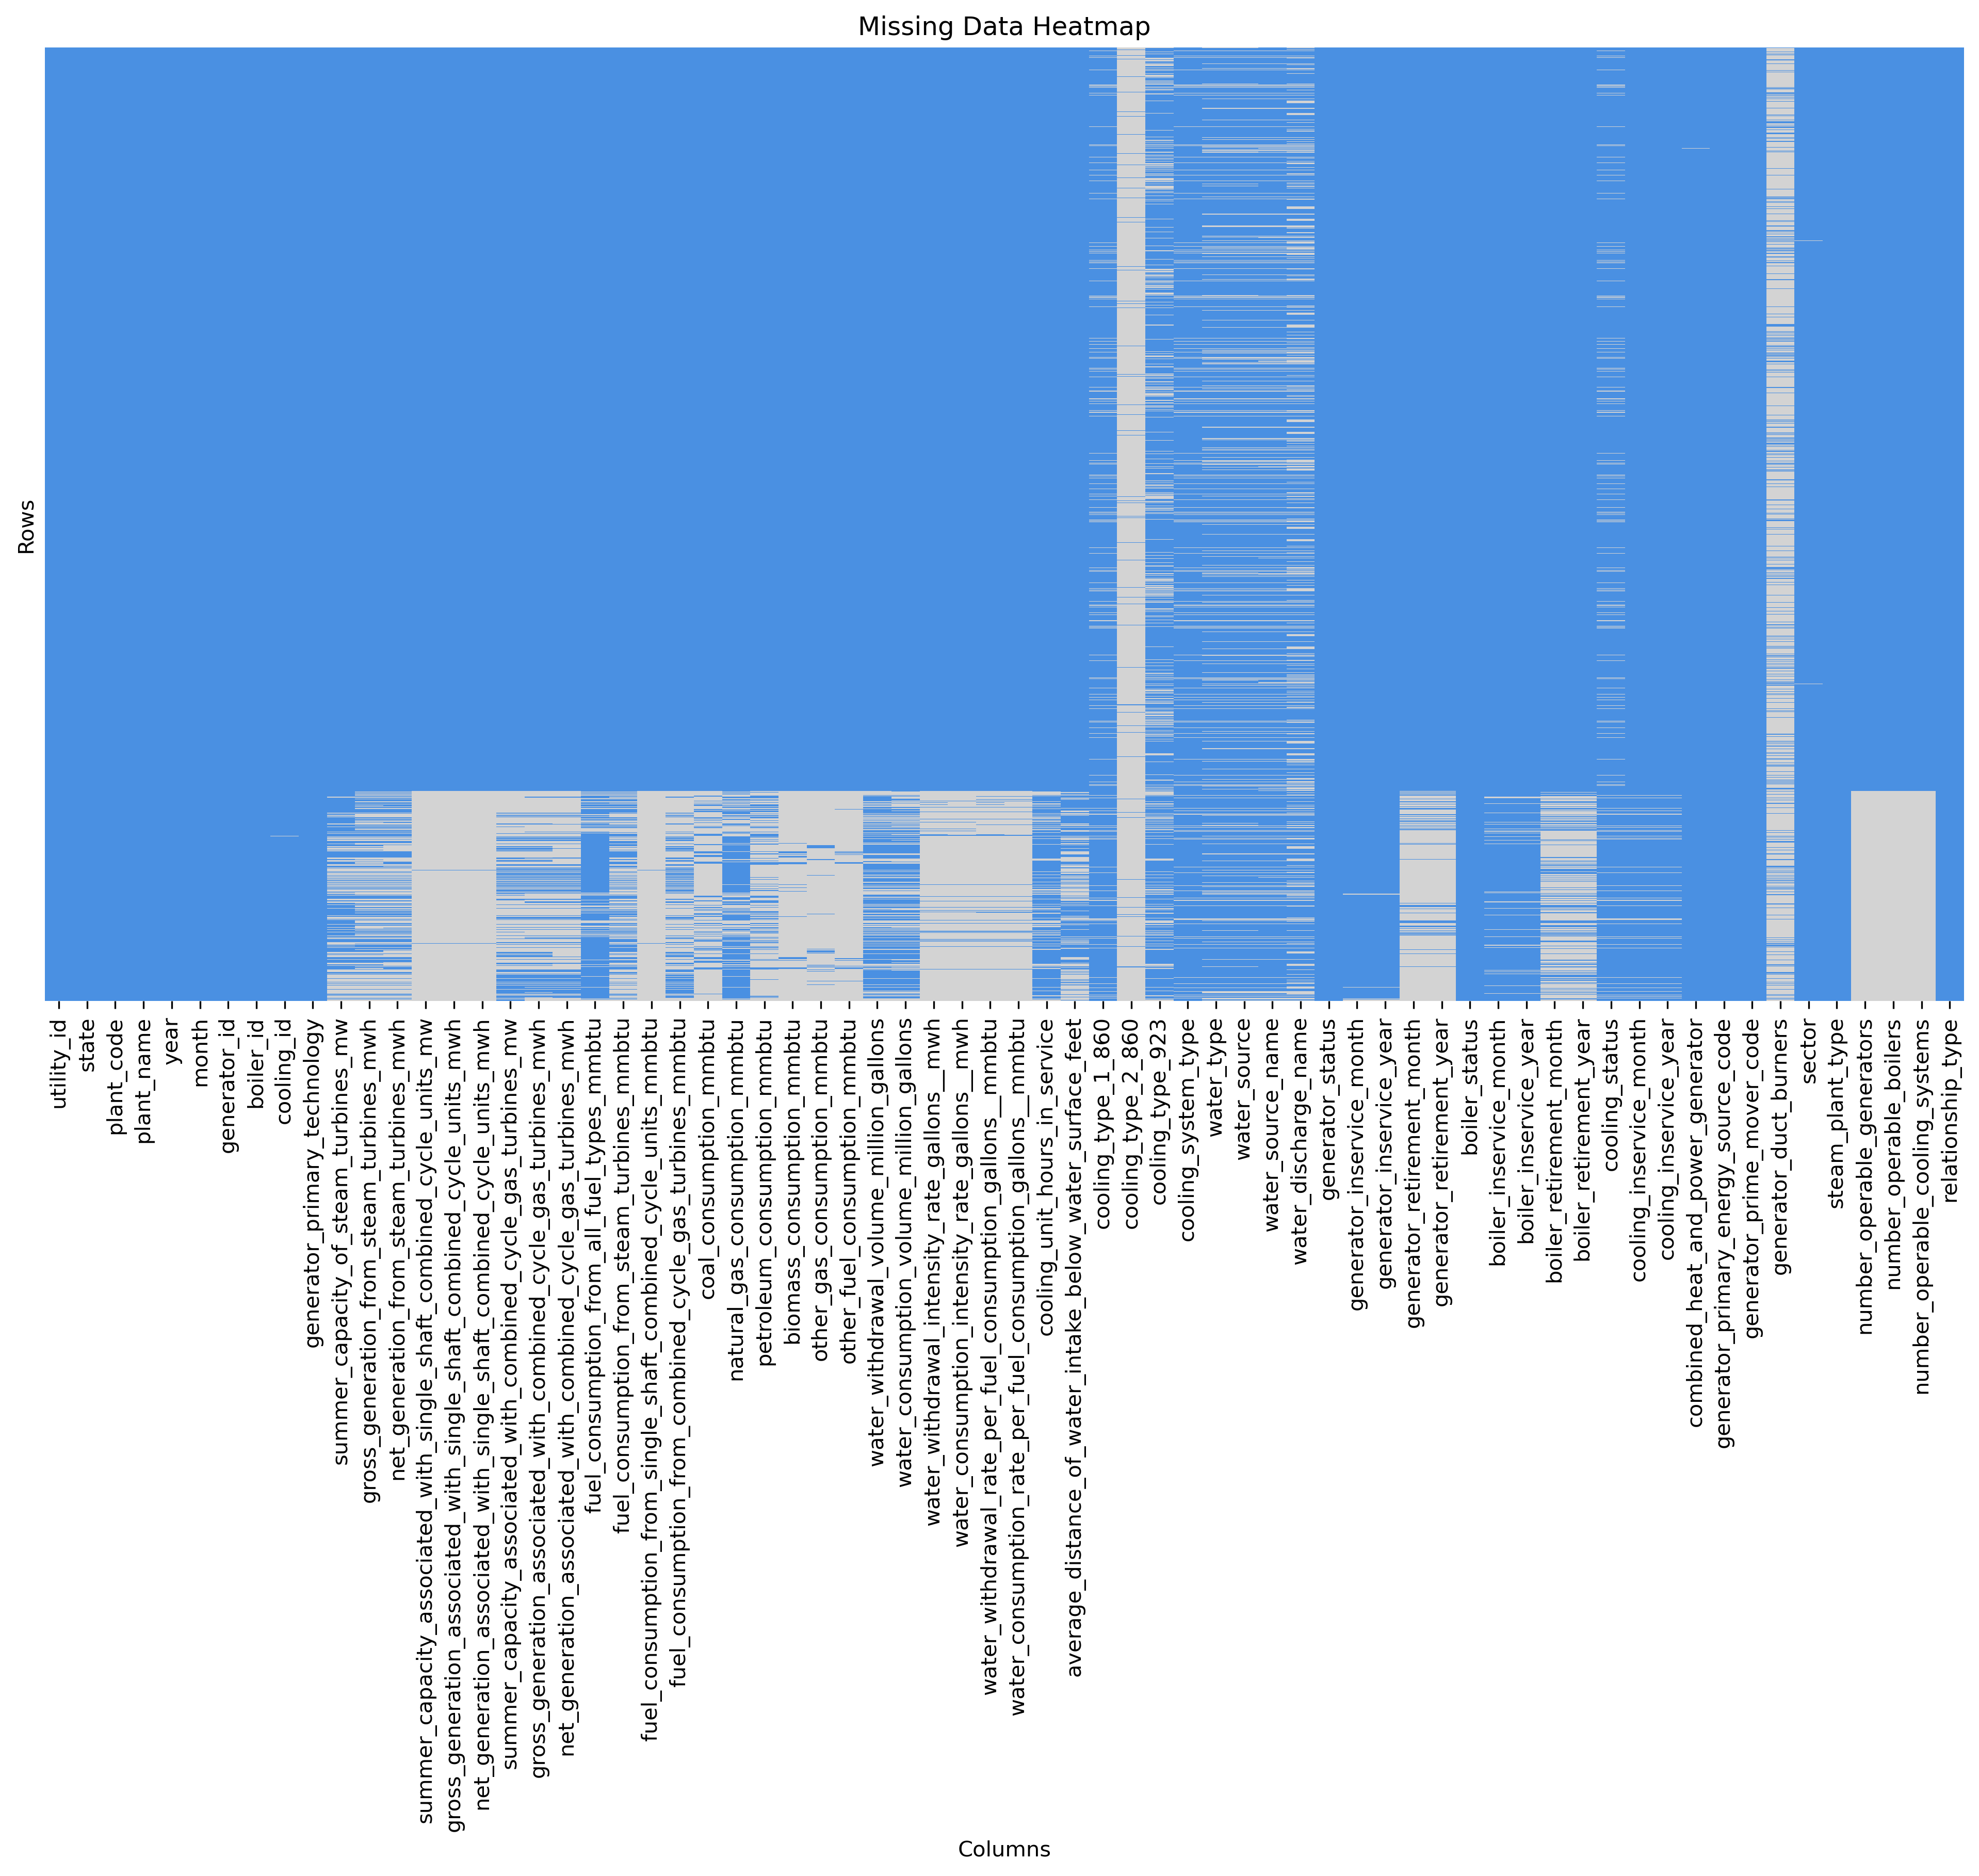 Missing Data Heatmap
Rows
utility_id
state
plant_code
plant_name
year
month
generator_id
boiler_id
cooling_id
generator_primary_technology
summer_capacity_of_steam_turbines_mw
gross_generation_from_steam_turbines_mwh
net_generation_from_steam_turbines_mwh
summer_capacity_associated_with_single_shaft_combined_cycle_units_mw
gross_generation_associated_with_single_shaft_combined_cycle_units_mwh
net_generation_associated_with_single_shaft_combined_cycle_units_mwh
summer_capacity_associated_with_combined_cycle_gas_turbines_mw
gross_generation_associated_with_combined_cycle_gas_turbines_mwh
net_generation_associated_with_combined_cycle_gas_turbines_mwh
fuel_consumption_from_all_fuel_types_mmbtu
fuel_consumption_from_steam_turbines_mmbtu
fuel_consumption_from_single_shaft_combined_cycle_units_mmbtu
fuel_consumption_from_combined_cycle_gas_turbines_mmbtu
coal_consumption_mmbtu
natural_gas_consumption_mmbtu
petroleum_consumption_mmbtu
biomass_consumption_mmbtu
other_gas_consumption_mmbtu
other_fuel_consumption_mmbtu
water_withdrawal_volume_million_gallons
water_consumption_volume_million_gallons
water_withdrawal_intensity_rate_gallons__mwh
water_consumption_intensity_rate_gallons__mwh
water_withdrawal_rate_per_fuel_consumption_gallons__mmbtu
water_consumption_rate_per_fuel_consumption_gallons__mmbtu
cooling_unit_hours_in_service
average_distance_of_water_intake_below_water_surface_feet
cooling_type_1_860
cooling_type_2_860
cooling_type_923
cooling_system_type
water_type
water_source
water_source_name
water_discharge_name
generator_status
generator_inservice_month
generator_inservice_year
generator_retirement_month
generator_retirement_year
boiler_status
boiler_inservice_month
boiler_inservice_year
boiler_retirement_month
boiler_retirement_year
cooling_status
cooling_inservice_month
cooling_inservice_year
combined_heat_and_power_generator
generator_primary_energy_source_code
generator_prime_mover_code
generator_duct_burners
sector
steam_plant_type
number_operable_generators
number_operable_boilers
number_operable_cooling_systems
relationship_type
Columns